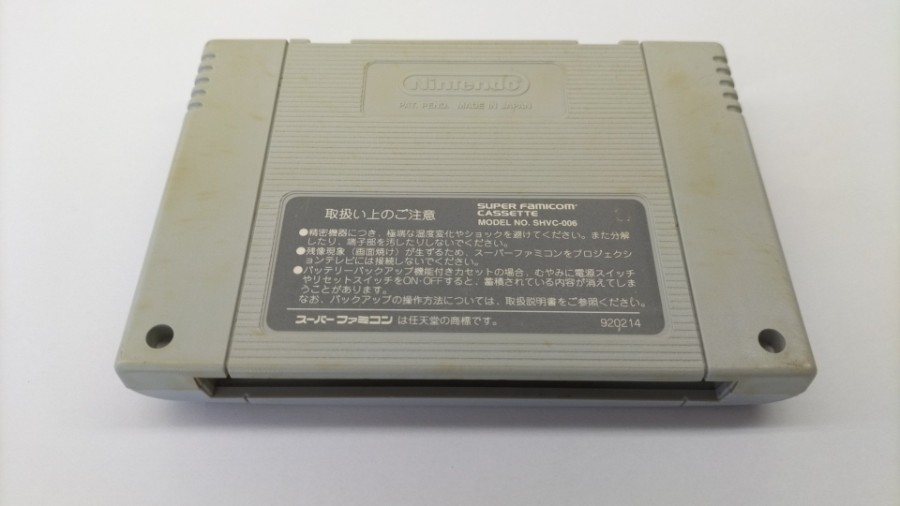 Nintendo
PAT. PEND. MADE IN JAPAN
取扱い上のご注意
SUPER FAMICOM
CASSETTE
MODEL NO. SHVC-006
●精密機器につき、極端な温度変化やショックを避けてください。また分解
したり、端子部を汚したりしないでください。
●残像現象（画面焼け）が生ずるため、スーパーファミコンをプロジェクシ
ョンテレビには接続しないでください。
●バッテリーバックアップ機能付きカセットの場合、むやみに電源スイッチ
やリセットスイッチをON・OFFすると、蓄積されている内容が消えてしま
うことがあります。
なお、バックアップの操作方法については、取扱説明書をご参照ください。
スーパーファミコンは任天堂の商標です。
920214